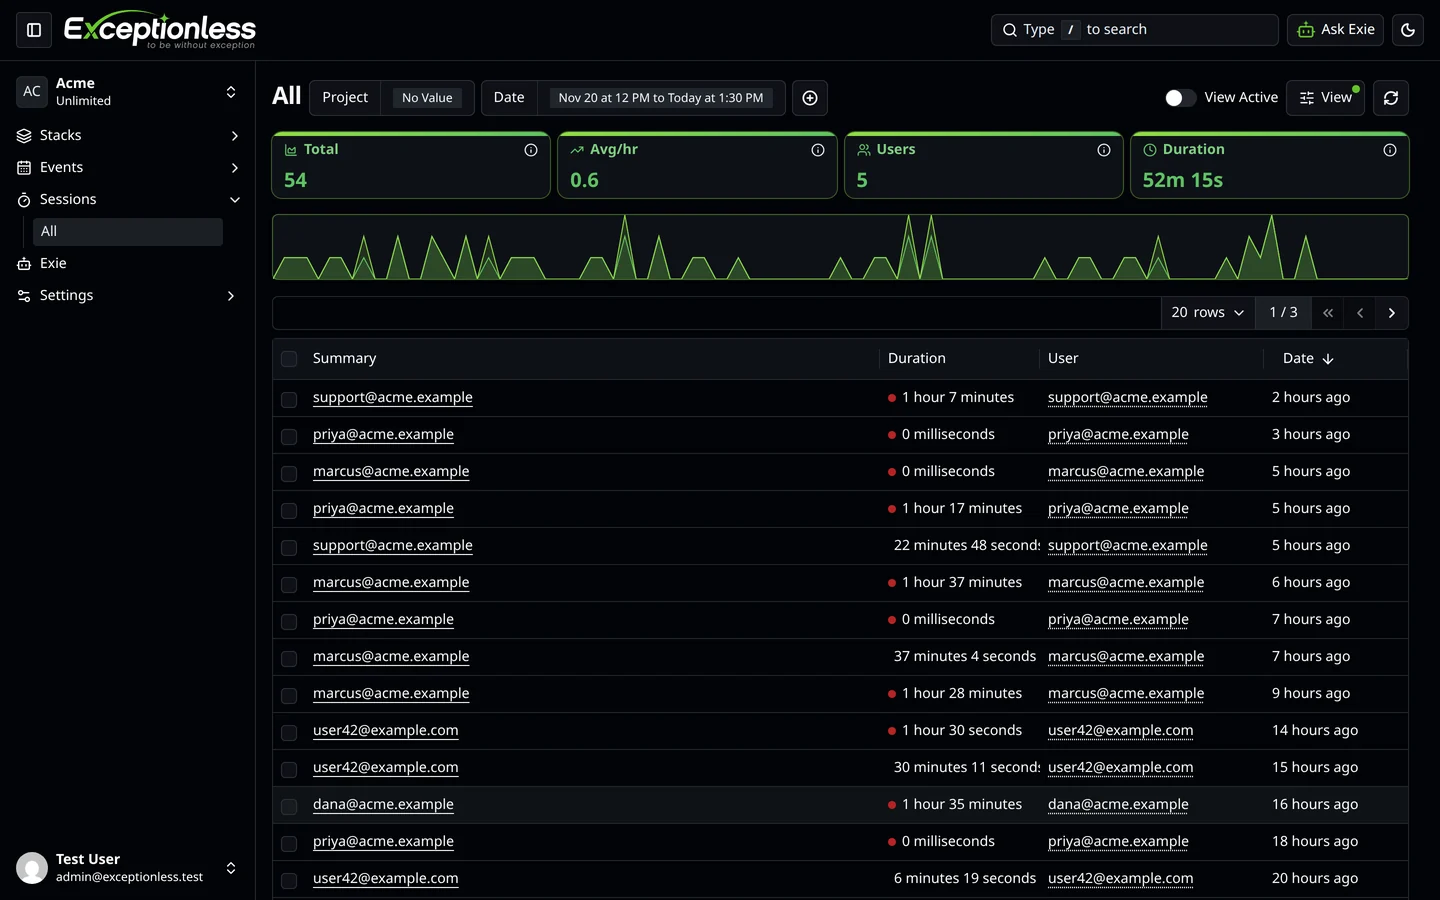 Exceptionless
to be without exception
Type / to search
Ask Exie
AC
Acme
Unlimited
Stacks
Events
Sessions
All
Exie
Settings
Test User
admin@exceptionless.test
All
Project No Value
Date Nov 20 at 12 PM to Today at 1:30 PM
View Active
View
Total
54
Avg/hr
0.6
Users
5
Duration
52m 15s
20 rows
1 / 3
Summary Duration User Date
support@acme.example 1 hour 7 minutes support@acme.example 2 hours ago
priya@acme.example 0 milliseconds priya@acme.example 3 hours ago
marcus@acme.example 0 milliseconds marcus@acme.example 5 hours ago
priya@acme.example 1 hour 17 minutes priya@acme.example 5 hours ago
support@acme.example 22 minutes 48 seconds support@acme.example 5 hours ago
marcus@acme.example 1 hour 37 minutes marcus@acme.example 6 hours ago
priya@acme.example 0 milliseconds priya@acme.example 7 hours ago
marcus@acme.example 37 minutes 4 seconds marcus@acme.example 7 hours ago
marcus@acme.example 1 hour 28 minutes marcus@acme.example 9 hours ago
user42@example.com 1 hour 30 seconds user42@example.com 14 hours ago
user42@example.com 30 minutes 11 seconds user42@example.com 15 hours ago
dana@acme.example 1 hour 35 minutes dana@acme.example 16 hours ago
priya@acme.example 0 milliseconds priya@acme.example 18 hours ago
user42@example.com 6 minutes 19 seconds user42@example.com 20 hours ago